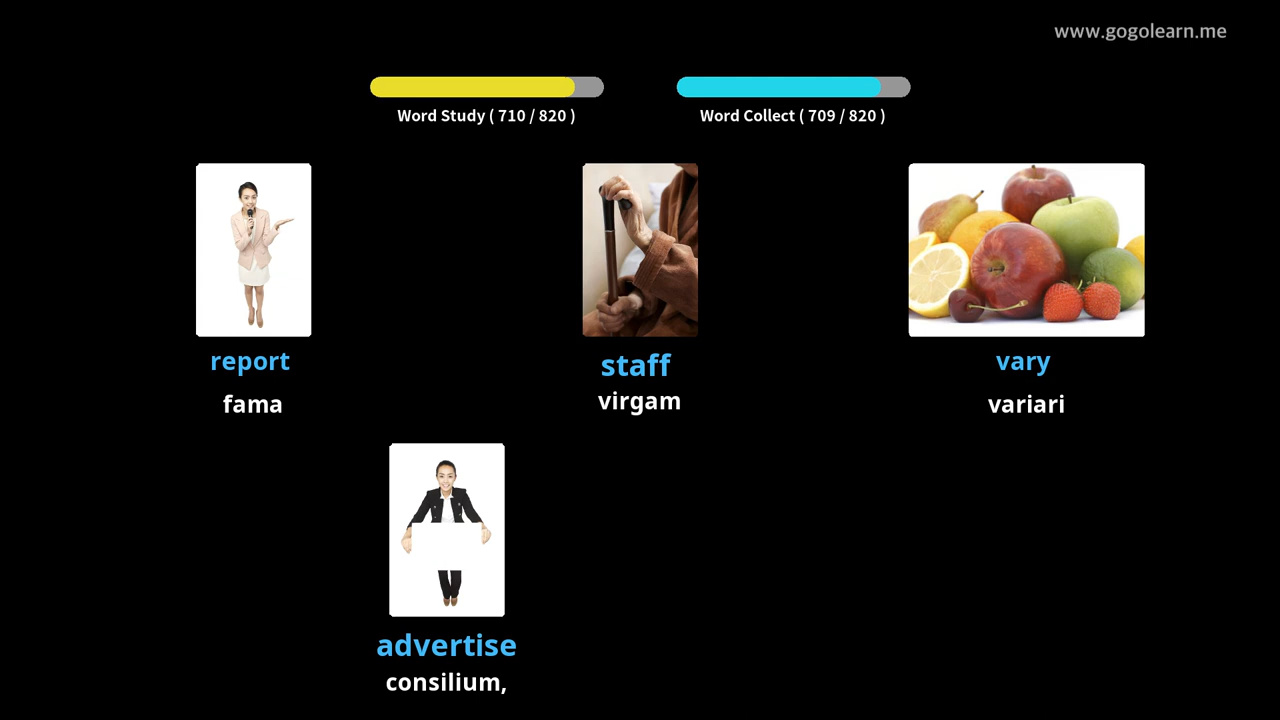 www.gogolearn.me
Word Study ( 710 / 820 )
Word Collect ( 709 / 820 )
report
fama
staff
virgam
vary
variari
advertise
consilium,